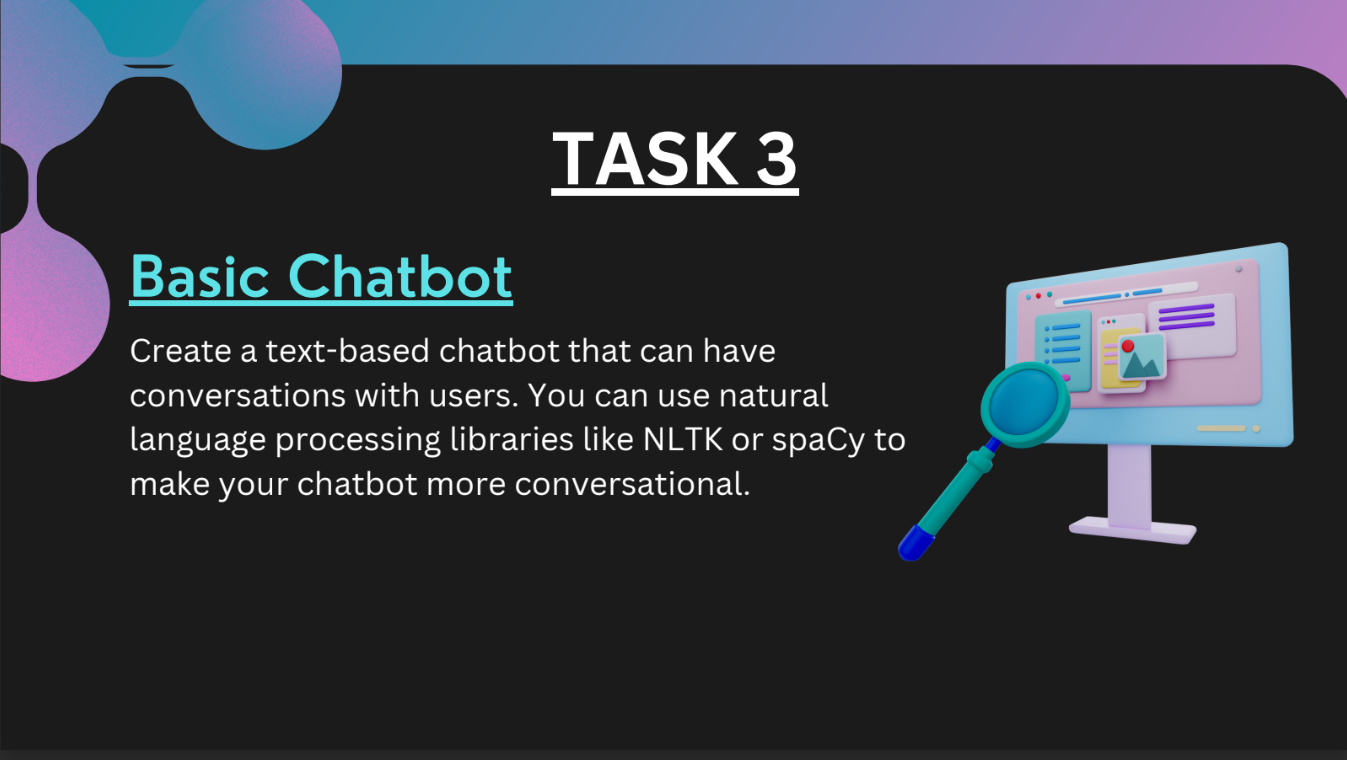 TASK 3
Basic Chatbot
Create a text-based chatbot that can have
conversations with users. You can use natural
language processing libraries like NLTK or spaCy to
make your chatbot more conversational.